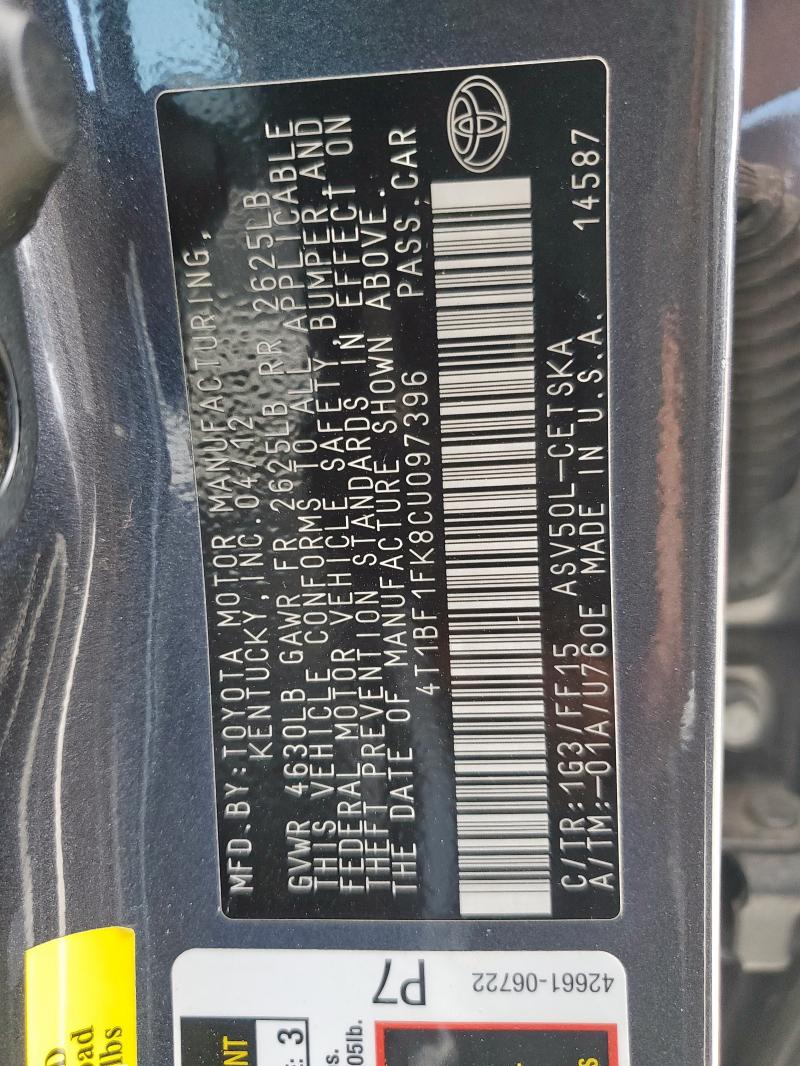 MFD.BY:TOYOTA MOTOR MANUFACTURING,
KENTUCKY,INC.04/12
GVWR 4630LB GAWR FR 2625LB RR 2625LB
THIS VEHICLE CONFORMS TO ALL APPLICABLE
FEDERAL MOTOR VEHICLE SAFETY, BUMPER AND
THEFT PREVENTION STANDARDS IN EFFECT ON
THE DATE OF MANUFACTURE SHOWN ABOVE.
4T1BF1FK8CU097396 PASS.CAR
C/TR:1G3/FF15 ASV50L-CETSKA
A/TM:-01A/U760E MADE IN U.S.A. 14587
P7
42661-06722
3
05lb.
lbs